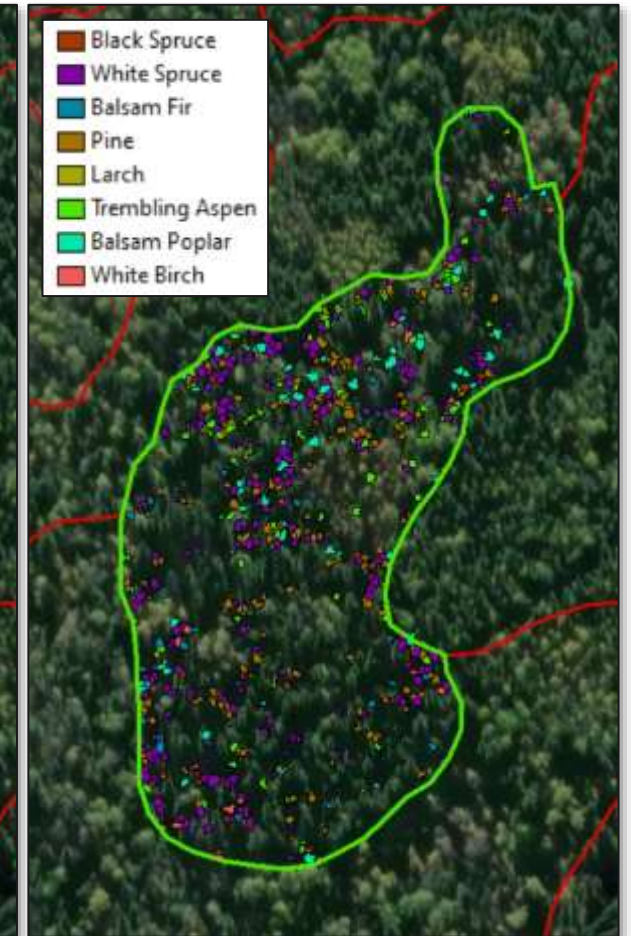 Black Spruce
White Spruce
Balsam Fir
Pine
Larch
Trembling Aspen
Balsam Poplar
White Birch